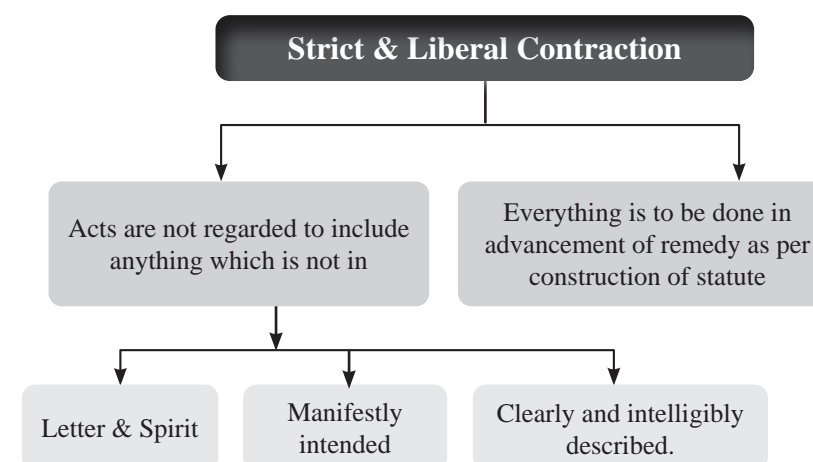 Strict & Liberal Contraction
Acts are not regarded to include
anything which is not in
Everything is to be done in
advancement of remedy as per
construction of statute
Letter & Spirit
Manifestly
intended
Clearly and intelligibly
described.